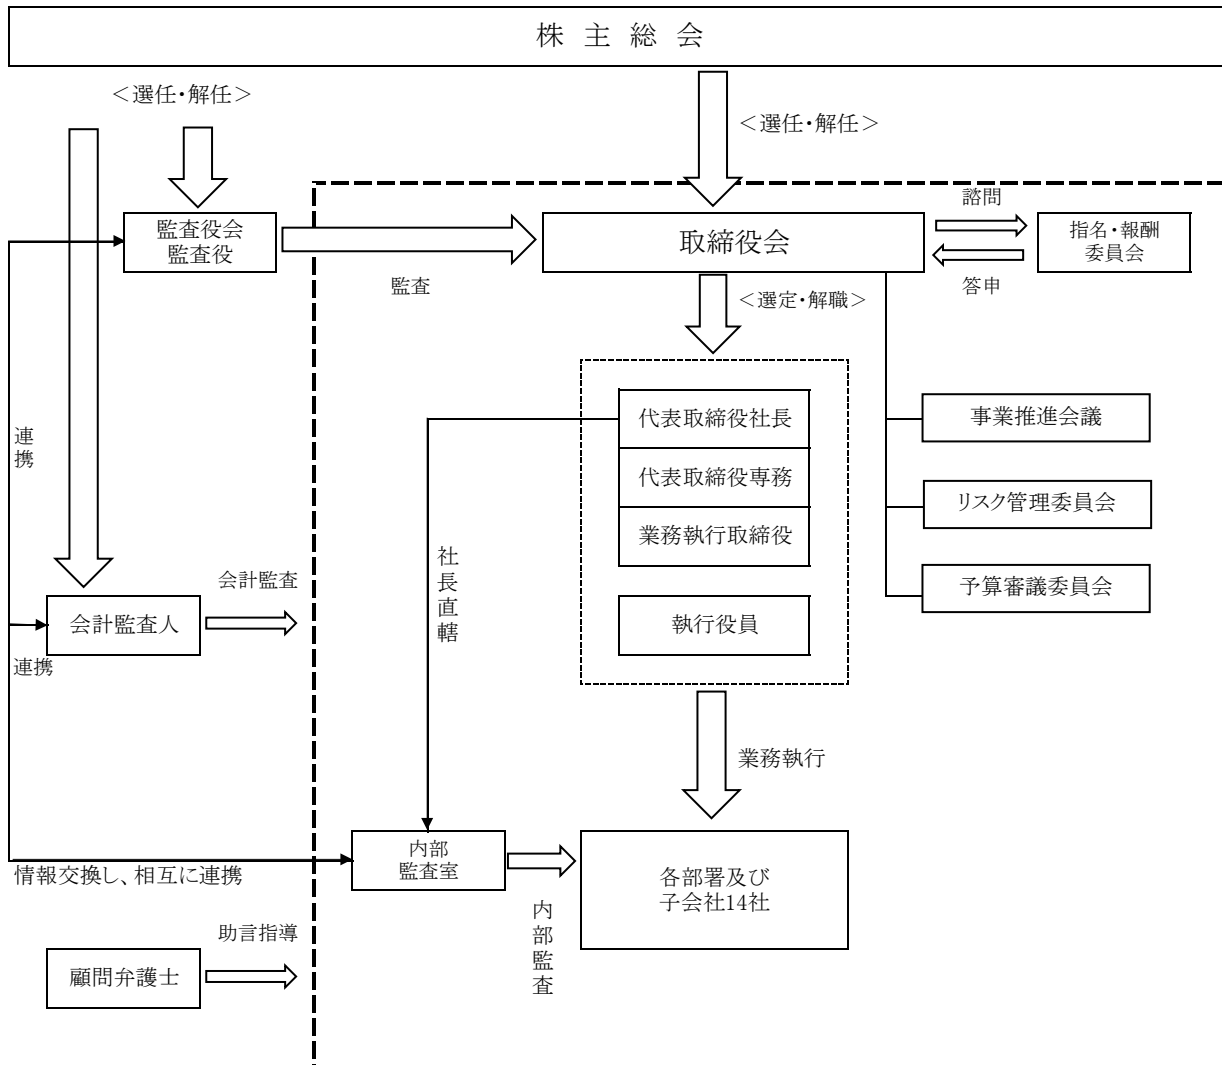 株 主 総 会
＜選任・解任＞
＜選任・解任＞
監査役会
監査役
監査
取締役会
諮問
答申
指名・報酬
委員会
＜選定・解職＞
代表取締役社長
代表取締役専務
業務執行取締役
執行役員
事業推進会議
リスク管理委員会
予算審議委員会
連携
社長直轄
会計監査
会計監査人
連携
業務執行
内部
監査室
情報交換し、相互に連携
各部署及び
子会社14社
内部監査
助言指導
顧問弁護士